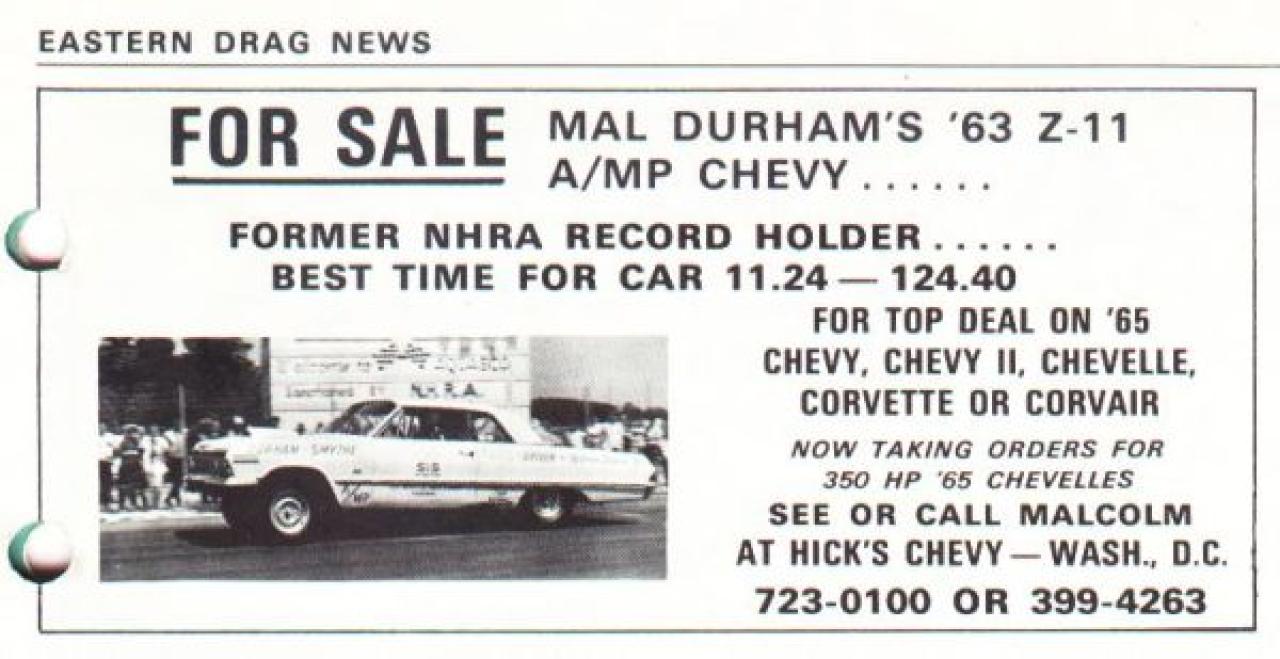 EASTERN DRAG NEWS
FOR SALE
MAL DURHAM'S '63 Z-11
A/MP CHEVY......
FORMER NHRA RECORD HOLDER......
BEST TIME FOR CAR 11.24 — 124.40
N.H.R.A.
SMYTHE
FOR TOP DEAL ON '65
CHEVY, CHEVY II, CHEVELLE,
CORVETTE OR CORVAIR
NOW TAKING ORDERS FOR
350 HP '65 CHEVELLES
SEE OR CALL MALCOLM
AT HICK'S CHEVY — WASH., D.C.
723-0100 OR 399-4263